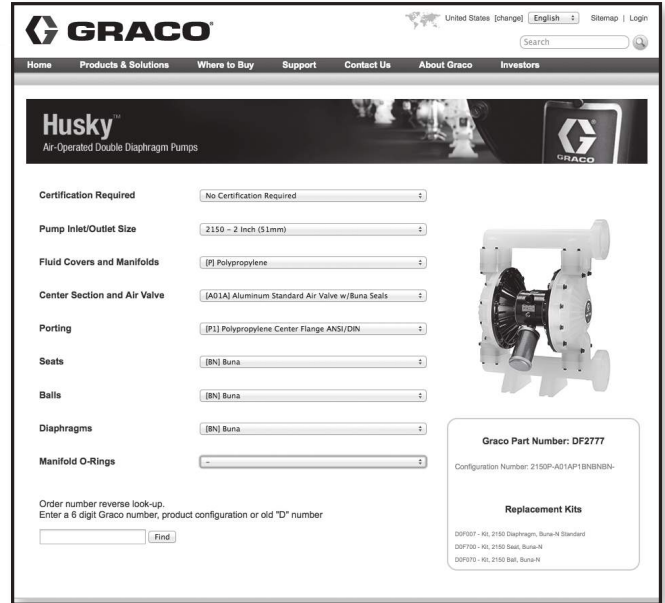 GRACO
United States [change] English Sitemap | Login
Search
Home Products & Solutions Where to Buy Support Contact Us About Graco Investors
Husky™
Air-Operated Double Diaphragm Pumps
GRACO
Certification Required No Certification Required
Pump Inlet/Outlet Size 2150 – 2 Inch (51mm)
Fluid Covers and Manifolds [P] Polypropylene
Center Section and Air Valve [A01A] Aluminum Standard Air Valve w/Buna Seals
Porting [P1] Polypropylene Center Flange ANSI/DIN
Seats [BN] Buna
Balls [BN] Buna
Diaphragms [BN] Buna
Manifold O-Rings –
Order number reverse look-up.
Enter a 6 digit Graco number, product configuration or old "D" number
Find
Graco Part Number: DF2777
Configuration Number: 2150P-A01AP1BNBNBN-
Replacement Kits
D0F007 - Kit, 2150 Diaphragm, Buna-N Standard
D0F700 - Kit, 2150 Seat, Buna-N
D0F070 - Kit, 2150 Ball, Buna-N